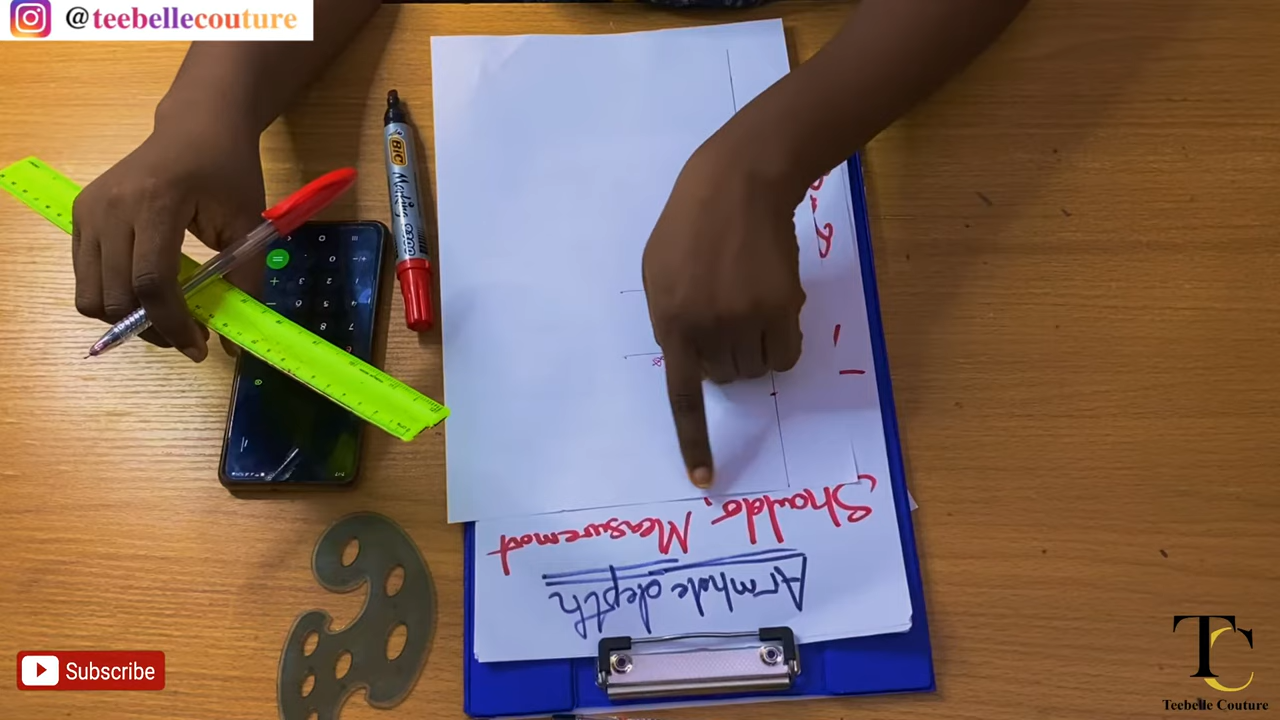 @teebellecouture
Armhole depth
Shoulder Measurement
BIC Marking 2300
Subscribe
TC
Teebelle Couture